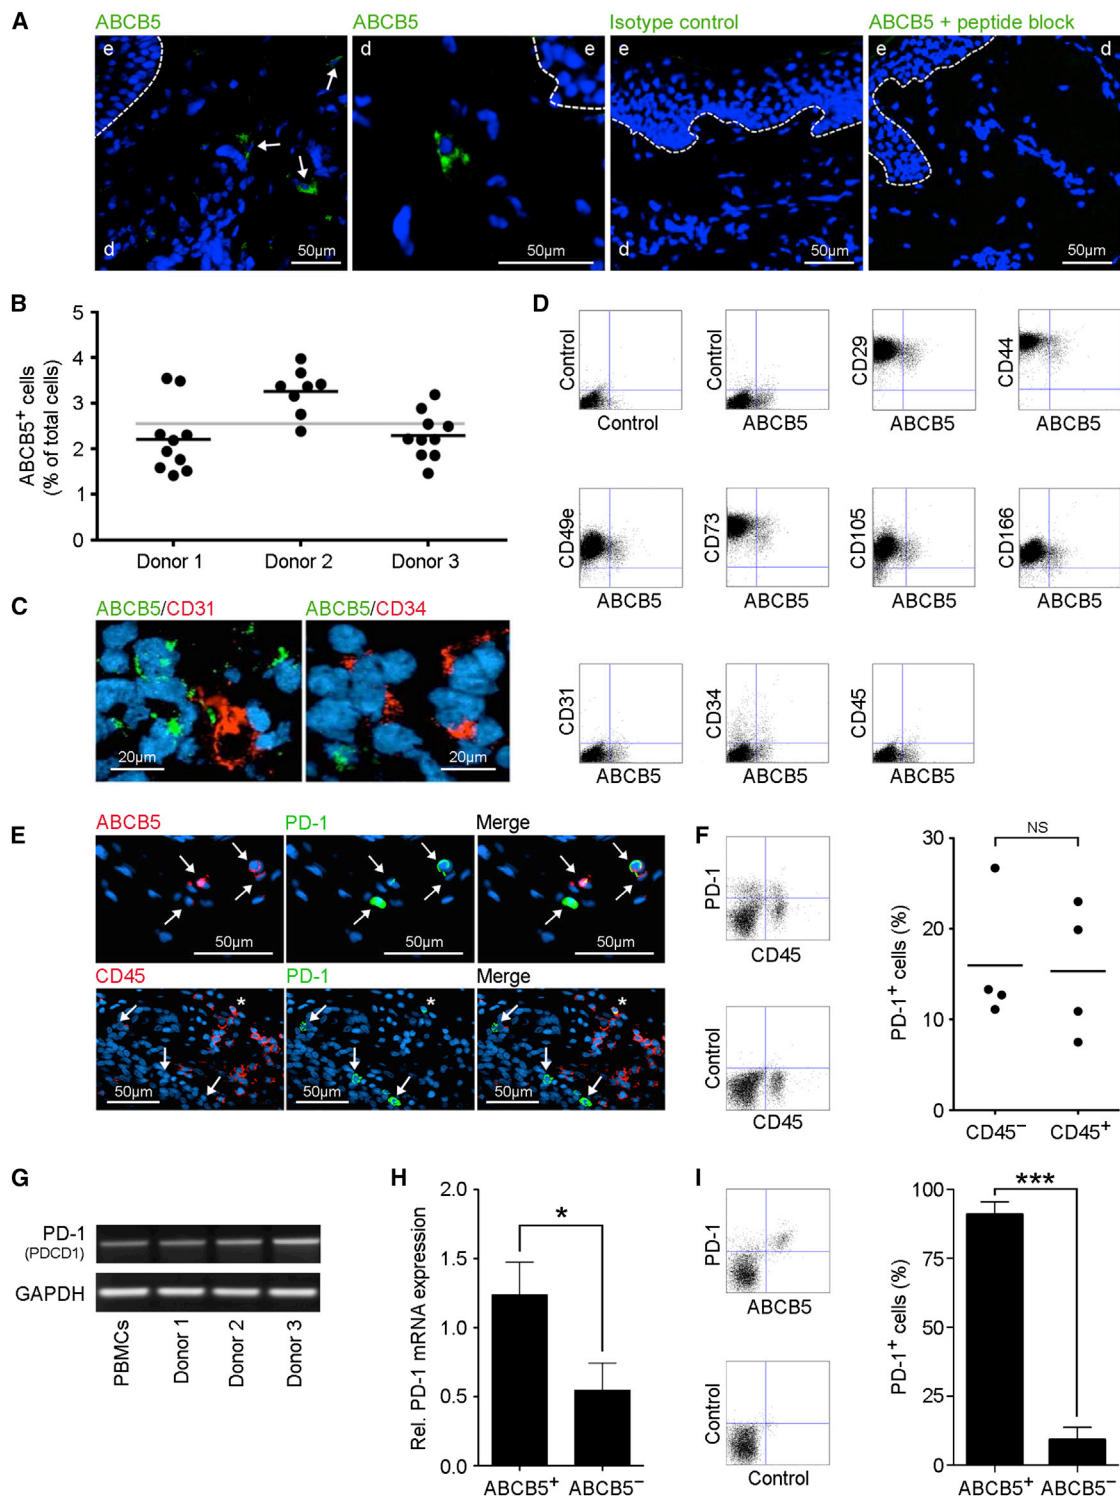 A
ABCB5
ABCB5
Isotype control
ABCB5 + peptide block
e
d
50µm
d
e
50µm
e
d
50µm
e
d
50µm
B
5
4
3
2
1
0
ABCB5+ cells
(% of total cells)
Donor 1
Donor 2
Donor 3
C
ABCB5/CD31
ABCB5/CD34
20µm
20µm
D
Control
Control
Control
ABCB5
CD29
ABCB5
CD44
ABCB5
CD49e
ABCB5
CD73
ABCB5
CD105
ABCB5
CD166
ABCB5
CD31
ABCB5
CD34
ABCB5
CD45
ABCB5
E
ABCB5
PD-1
Merge
50µm
50µm
50µm
CD45
PD-1
Merge
*
*
*
50µm
50µm
50µm
F
PD-1
CD45
Control
CD45
30
20
10
0
PD-1+ cells (%)
NS
CD45−
CD45+
G
PD-1
(PDCD1)
GAPDH
PBMCs
Donor 1
Donor 2
Donor 3
H
2.0
1.5
1.0
0.5
0.0
Rel. PD-1 mRNA expression
*
ABCB5+
ABCB5−
I
PD-1
ABCB5
Control
Control
100
75
50
25
0
PD-1+ cells (%)
***
ABCB5+
ABCB5−